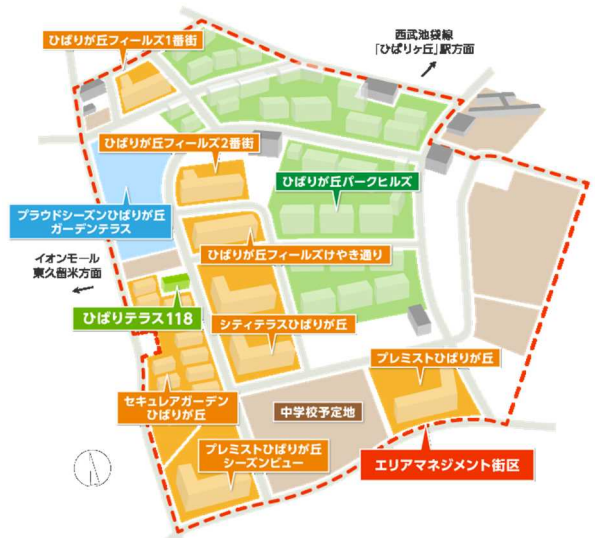 ひばりが丘フィールズ1番街
西武池袋線
「ひばりヶ丘」駅方面
ひばりが丘フィールズ2番街
ひばりが丘パークヒルズ
プラウドシーズンひばりが丘
ガーデンテラス
ひばりが丘フィールズけやき通り
イオンモール
東久留米方面
ひばりテラス118
シティテラスひばりが丘
プレミストひばりが丘
セキュレアガーデン
ひばりが丘
中学校予定地
プレミストひばりが丘
シーズンビュー
エリアマネジメント街区